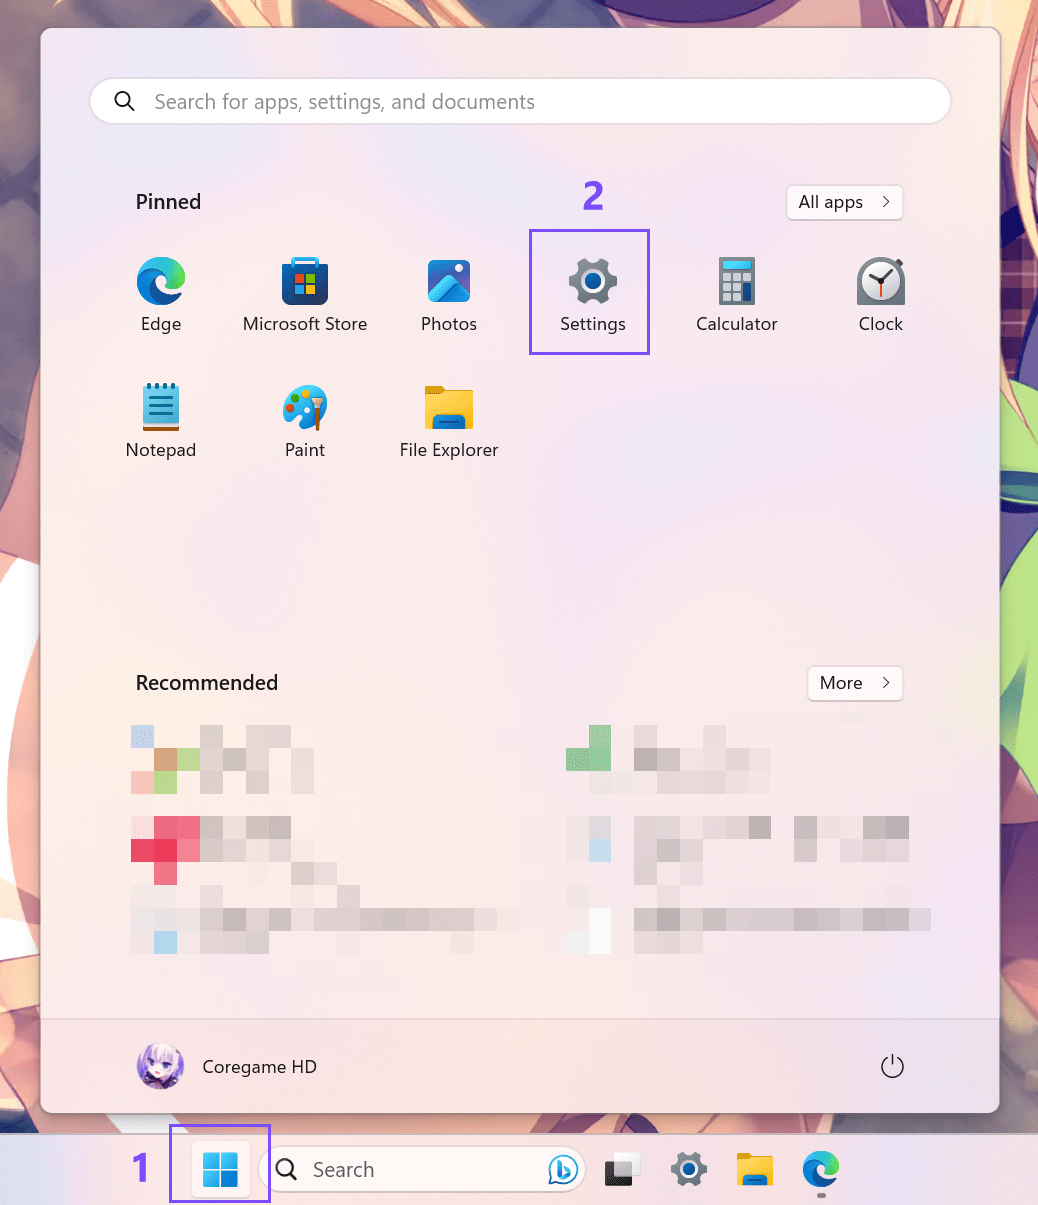 Search for apps, settings, and documents
Pinned
2
All apps
Edge
Microsoft Store
Photos
Settings
Calculator
Clock
Notepad
Paint
File Explorer
Recommended
More
Coregame HD
1
Search